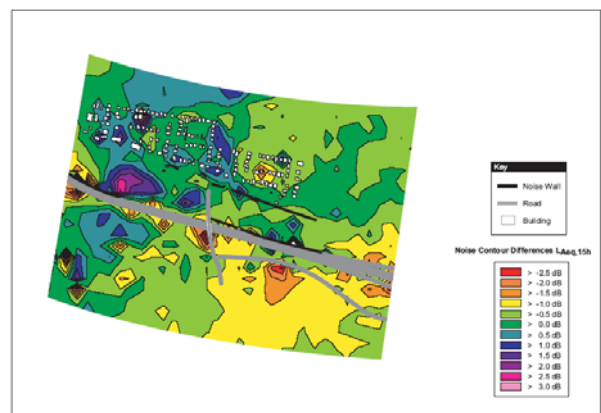 Key
Noise Wall
Road
Building
Noise Contour Differences LAeq,15h
> -2.5 dB
> -2.0 dB
> -1.5 dB
> -1.0 dB
> -0.5 dB
> 0.0 dB
> 0.5 dB
> 1.0 dB
> 1.5 dB
> 2.0 dB
> 2.5 dB
> 3.0 dB